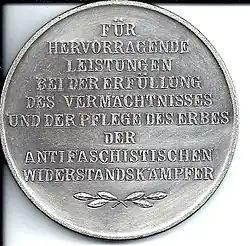 FÜR
HERVORRAGENDE
LEISTUNGEN
BEI DER ERFÜLLUNG
DES VERMÄCHTNISSES
UND DER PFLEGE DES ERBES
DER
ANTIFASCHISTISCHEN
WIDERSTANDSKÄMPFER